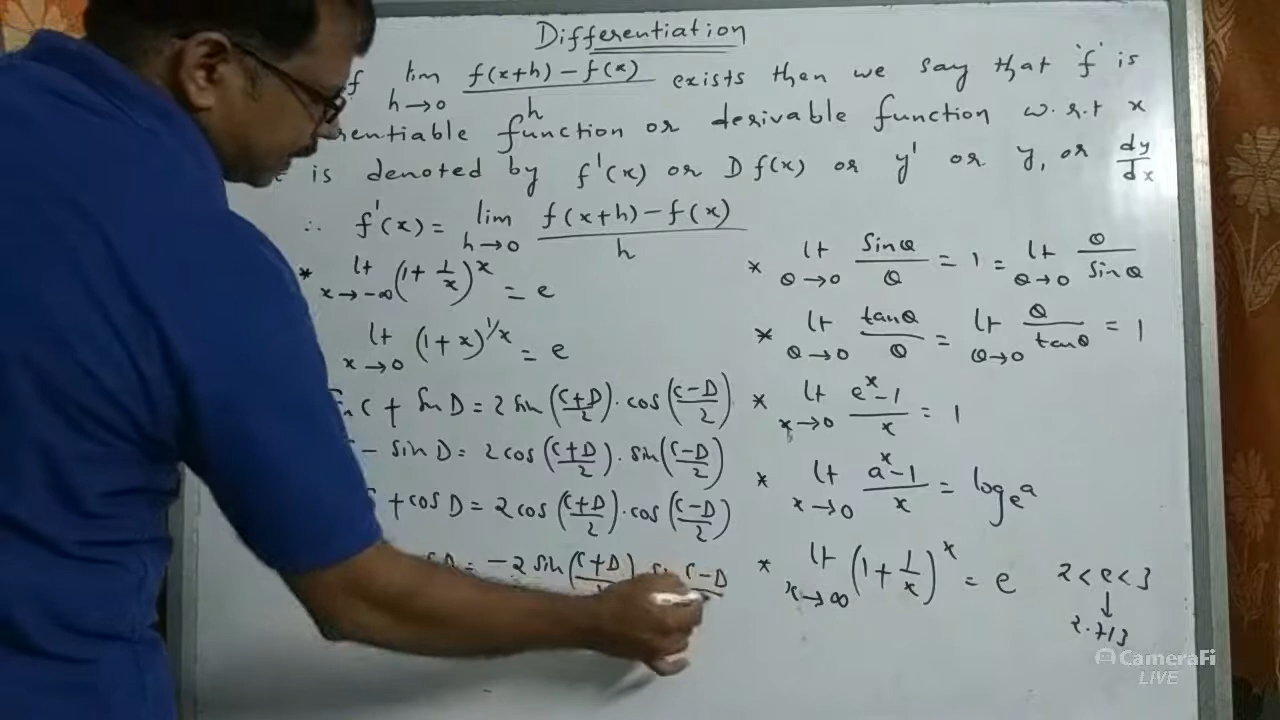 Differentiation
f lim h→0 f(x+h)-f(x)/h exists then we say that 'f' is
rentiable function or derivable function w.r.t x
is denoted by f'(x) or D f(x) or y' or y, or dy/dx
∴ f'(x) = lim h→0 f(x+h)-f(x)/h
* lt x→-∞ (1+1/x)^x = e
lt x→0 (1+x)^1/x = e
C + Sin D = 2 sin (C+D/2) . cos (C-D/2)
- Sin D = 2 cos (C+D/2) . sin (C-D/2)
+ cos D = 2 cos (C+D/2) . cos (C-D/2)
= -2 sin (C+D C-D
* lt θ→0 Sinθ/θ = 1 = lt θ→0 θ/Sinθ
* lt θ→0 tanθ/θ = lt θ→0 θ/tanθ = 1
* lt x→0 e^x-1/x = 1
* lt x→0 a^x-1/x = log_e a
* lt x→∞ (1+1/x)^x = e 2<e<3
↓
2.713
CameraFi
LIVE